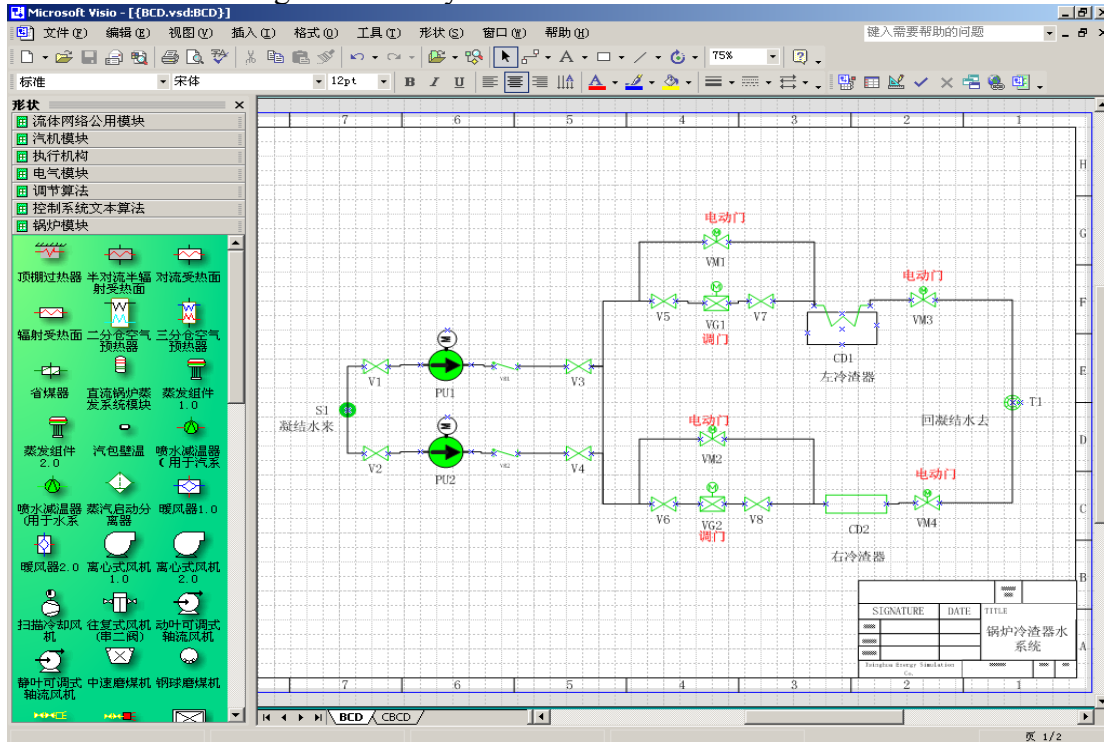 Microsoft Visio - [{BCD.vsd:BCD}]
文件(F) 编辑(E) 视图(V) 插入(I) 格式(O) 工具(T) 形状(S) 窗口(W) 帮助(H) 键入需要帮助的问题
75%
标准 宋体 12pt B I U
形状
流体网络公用模块
汽机模块
执行机构
电气模块
调节算法
控制系统文本算法
锅炉模块
顶棚过热器
半对流半辐
射受热面
对流受热面
辐射受热面
二分仓空气
预热器
三分仓空气
预热器
省煤器
直流锅炉蒸
发系统模块
蒸发组件
1.0
蒸发组件
2.0
汽包壁温
喷水减温器
(用于汽系
喷水减温器
(用于水系
蒸汽启动分
离器
暖风器1.0
暖风器2.0
离心式风机
1.0
离心式风机
2.0
扫描冷却风
机
往复式风机
(串二阀)
动叶可调式
轴流风机
静叶可调式
轴流风机
中速磨煤机
钢球磨煤机
7 6 5 4 3 2 1
H
G
F
E
D
C
B
A
电动门
VM1
V5
VG1
V7
调门
电动门
VM3
CD1
左冷渣器
V1
M
PU1
V3
S1
凝结水来
T1
回凝结水去
V2
M
PU2
V4
电动门
VM2
V6
VG2
V8
调门
电动门
VM4
CD2
右冷渣器
SIGNATURE DATE TITLE
锅炉冷渣器水
系统
Tsinghua Energy Simulation
Co.
7 6 5 4 3 2 1
BCD CBCD
页 1/2